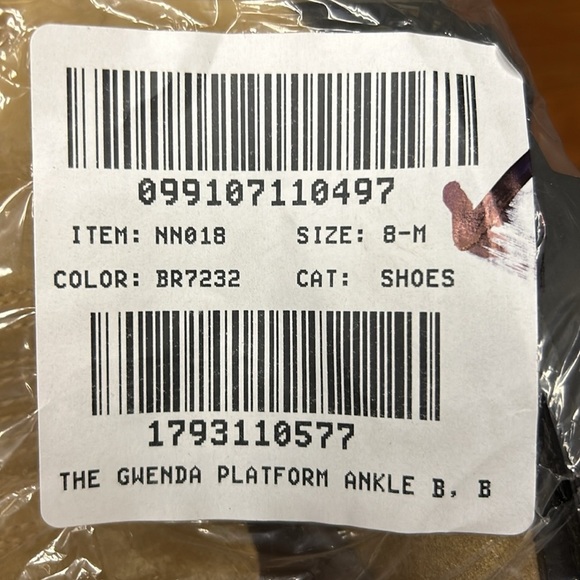 099107110497
ITEM: NN018 SIZE: 8-M
COLOR: BR7232 CAT: SHOES
1793110577
THE GWENDA PLATFORM ANKLE B, B